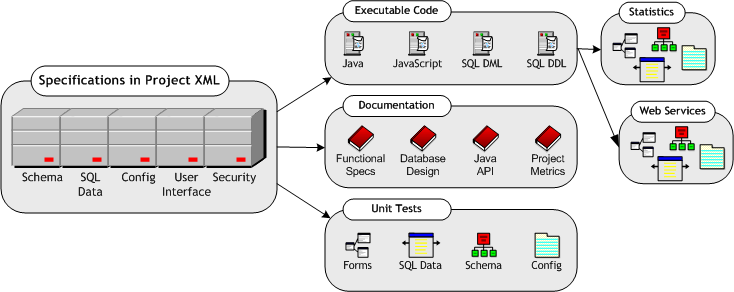 Specifications in Project XML
Schema
SQL
Data
Config
User
Interface
Security
Executable Code
Java
JavaScript
SQL DML
SQL DDL
Documentation
Functional
Specs
Database
Design
Java
API
Project
Metrics
Unit Tests
Forms
SQL Data
Schema
Config
Statistics
Web Services